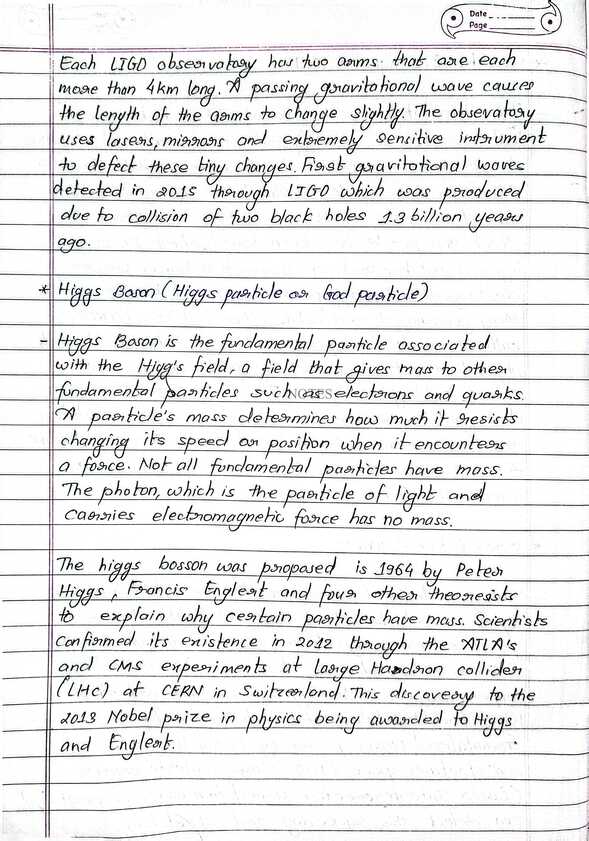 Date
Page
Each LIGO observatory has two arms that are each
more than 4km long. A passing gravitational wave causes
the length of the arms to change slightly. The obsevatory
uses lasers, mirrors and extremely sensitive instrument
to defect these tiny changes. First gravitational waves
detected in 2015 through LIGO which was produced
due to collision of two black holes 1.3 billion years
ago.
* Higgs Boson (Higgs particle or God particle)
- Higgs Boson is the fundamental particle associated
with the Higg's field, a field that gives mass to other
fundamental particles such as electrons and quarks.
NOTES
A particle's mass determines how much it resists
changing its speed or position when it encounters
a force. Not all fundamental particles have mass.
The photon, which is the particle of light and
carries electromagnetic force has no mass.
The higgs bosson was proposed is 1964 by Peter
Higgs, Francis Englert and four other theoresists
to explain why certain particles have mass. Scientists
Confirmed its existence in 2012 through the ATLA's
and CMS experiments at large Hardron collider
(LHC) at CERN in Switzerland. This discovery to the
2013 Nobel prize in physics being awarded to Higgs
and Englert.